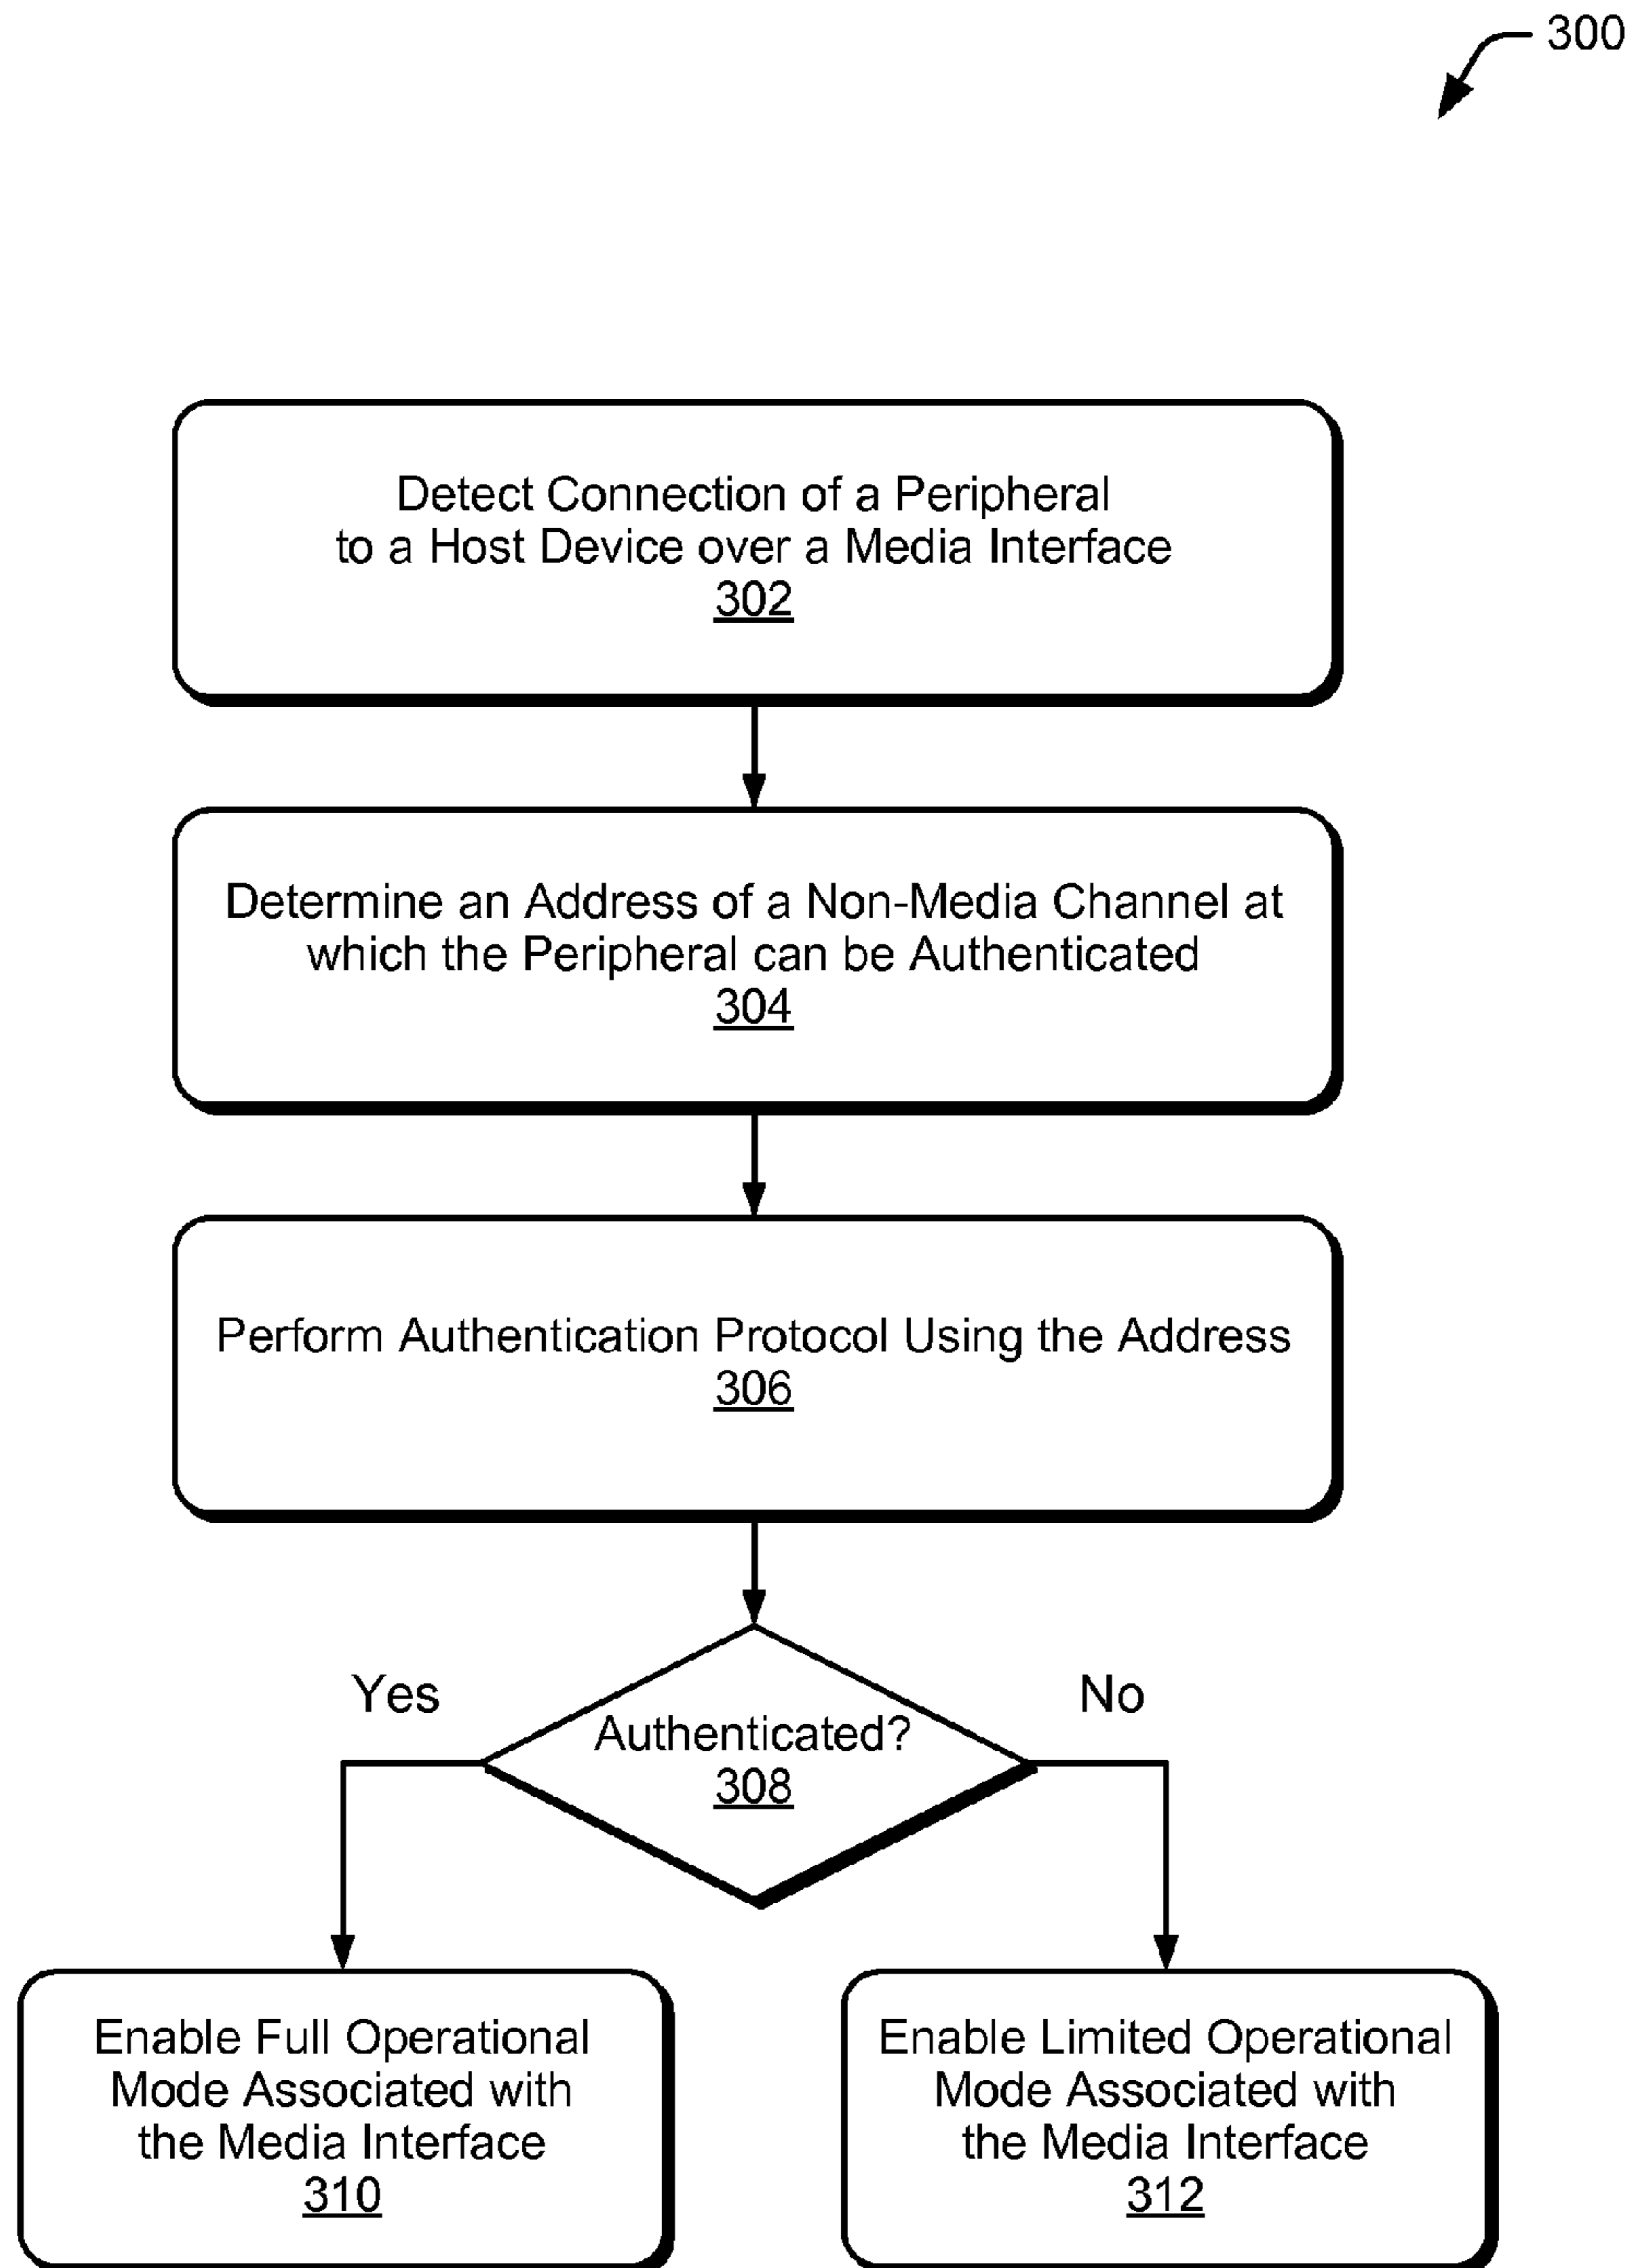 300
Detect Connection of a Peripheral
to a Host Device over a Media Interface
302
Determine an Address of a Non-Media Channel at
which the Peripheral can be Authenticated
304
Perform Authentication Protocol Using the Address
306
Yes
No
Authenticated?
308
Enable Full Operational
Mode Associated with
the Media Interface
310
Enable Limited Operational
Mode Associated with
the Media Interface
312